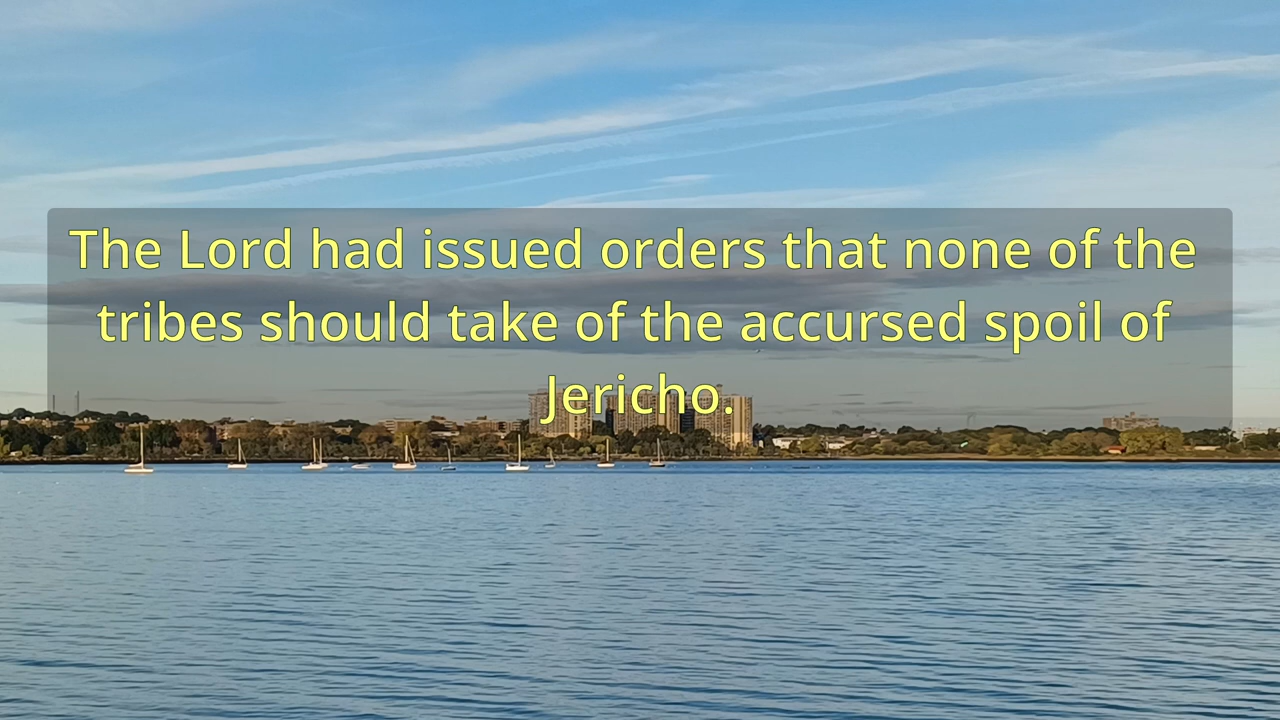 The Lord had issued orders that none of the
tribes should take of the accursed spoil of
Jericho.